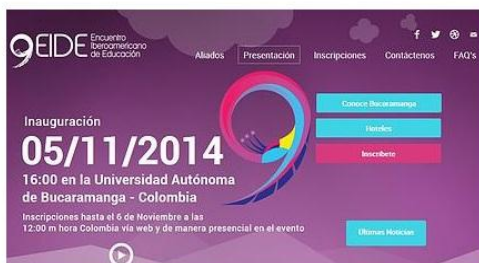 9EIDE Encuentro
Iberoamericano
de Educación
Aliados Presentación Inscripciones Contáctenos FAQ's
Conoce Bucaramanga
Hoteles
Inscríbete
Inauguración
05/11/2014
16:00 en la Universidad Autónoma
de Bucaramanga - Colombia
Inscripciones hasta el 6 de Noviembre a las
12:00 m hora Colombia vía web y de manera presencial en el evento
Últimas Noticias